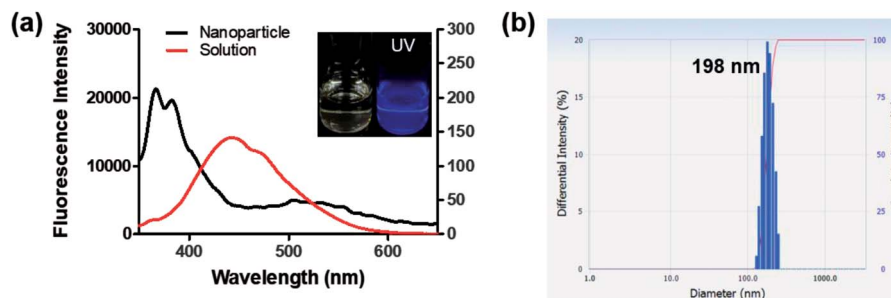 (a)
Nanoparticle
Solution
UV
Fluorescence Intensity
30000
20000
10000
0
300
250
200
150
100
50
0
400
500
600
Wavelength (nm)
(b)
198 nm
Differential Intensity (%)
20
15
10
5
0
100
75
50
25
0
1.0
10.0
100.0
1000.0
Diameter (nm)